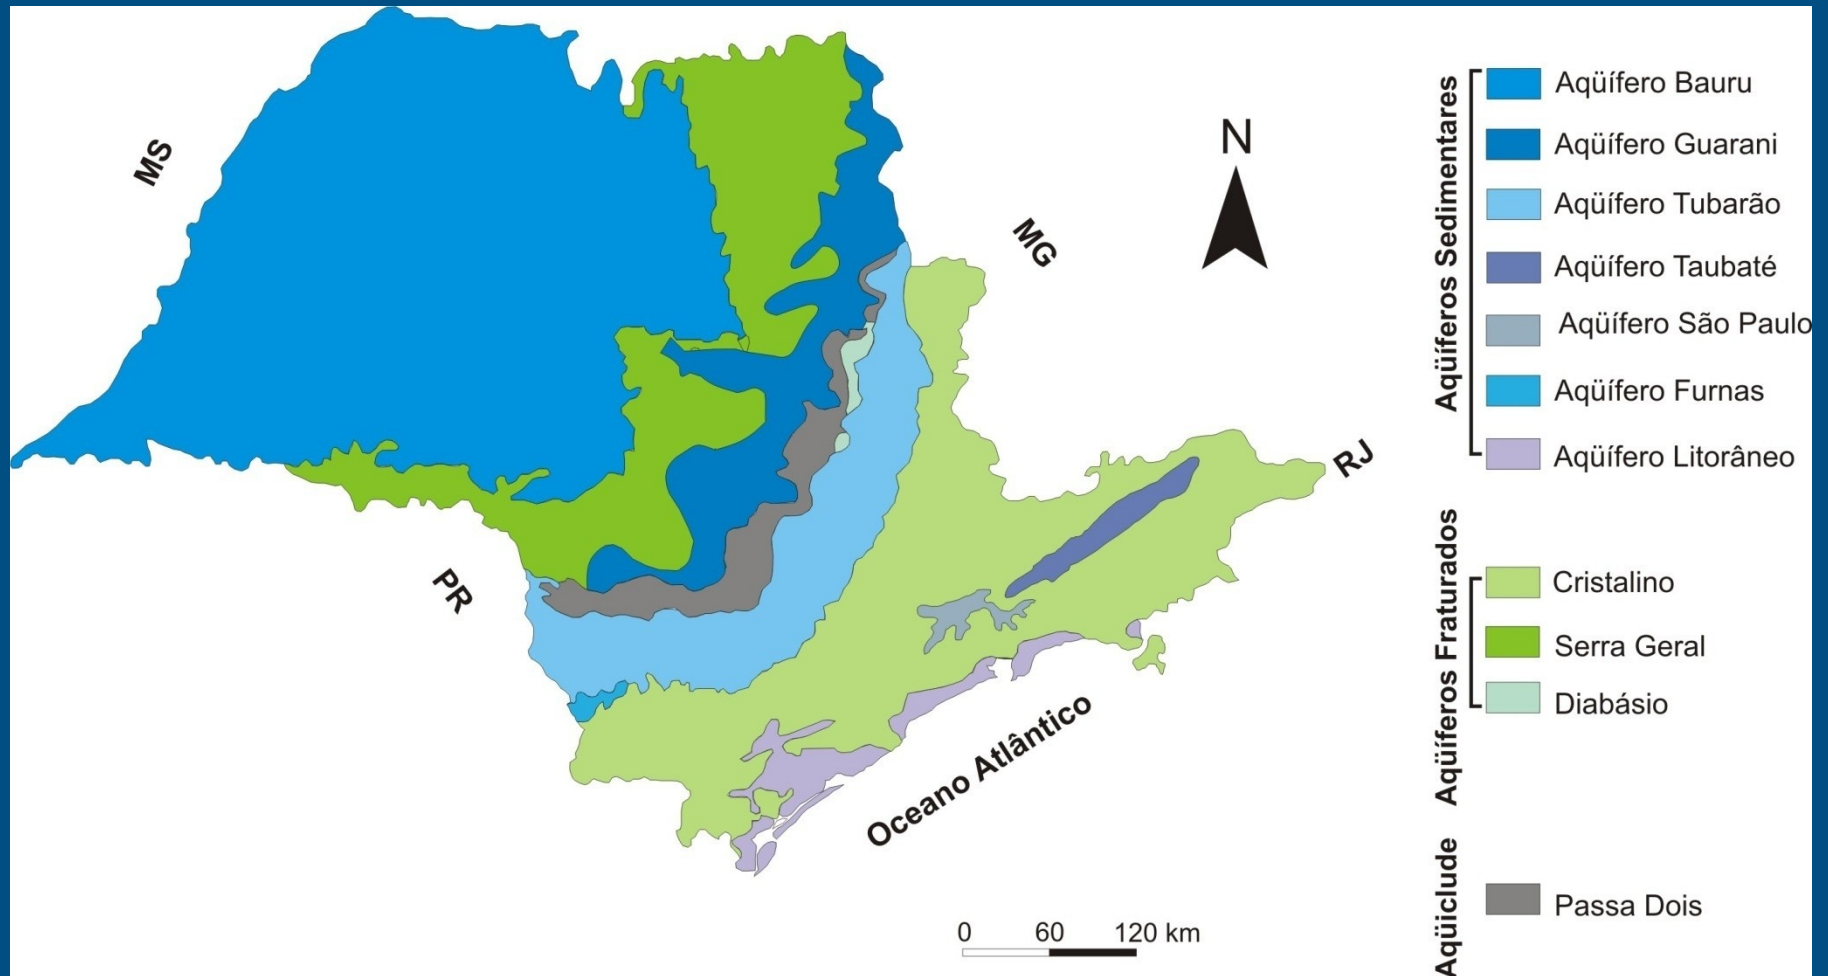 MS
MG
RJ
PR
N
Oceano Atlântico
0 60 120 km
Aqüíferos Sedimentares
Aqüífero Bauru
Aqüífero Guarani
Aqüífero Tubarão
Aqüífero Taubaté
Aqüífero São Paulo
Aqüífero Furnas
Aqüífero Litorâneo
Aqüíferos Fraturados
Cristalino
Serra Geral
Diabásio
Aqüiclude
Passa Dois